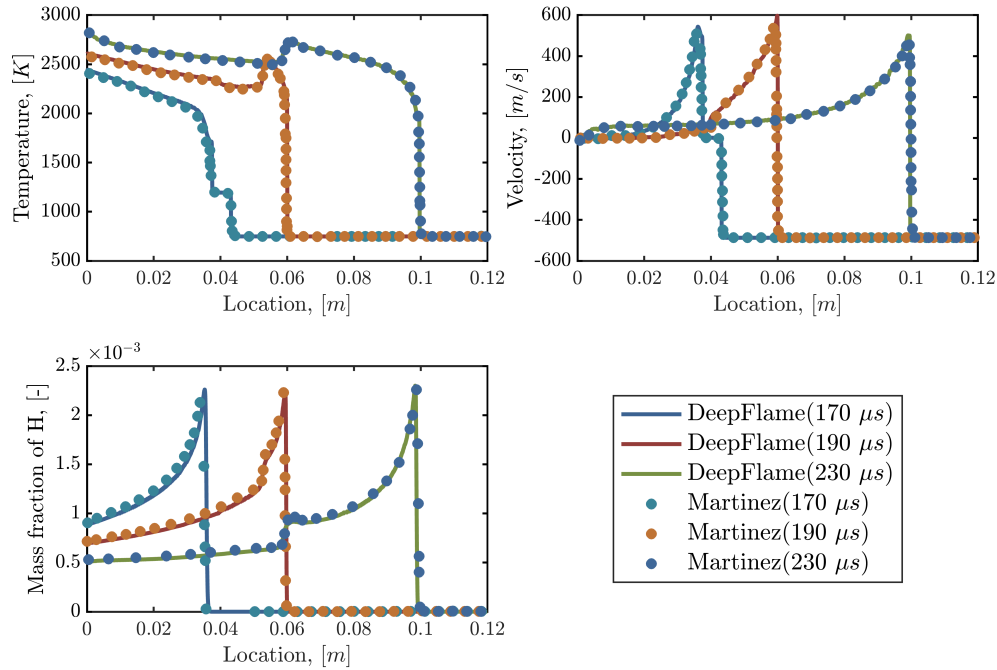 3000
2500
2000
1500
1000
500
Temperature, [K]
0 0.02 0.04 0.06 0.08 0.1 0.12
Location, [m]
600
400
200
0
-200
-400
-600
Velocity, [m/s]
0 0.02 0.04 0.06 0.08 0.1 0.12
Location, [m]
×10⁻³
2.5
2
1.5
1
0.5
0
Mass fraction of H, [-]
0 0.02 0.04 0.06 0.08 0.1 0.12
Location, [m]
DeepFlame(170 μs)
DeepFlame(190 μs)
DeepFlame(230 μs)
Martinez(170 μs)
Martinez(190 μs)
Martinez(230 μs)